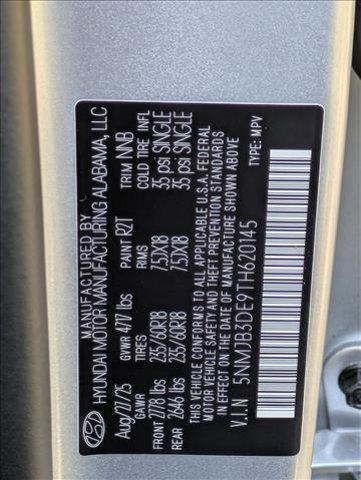 MANUFACTURED BY
HYUNDAI MOTOR MANUFACTURING ALABAMA, LLC
Aug/27/25 GVWR 4717 lbs PAINT R2T TRIM NNB
GAWR TIRES RIMS COLD TIRE INFL
FRONT 2778 lbs 235/60R18 7.5JX18 35 psi SINGLE
REAR 2646 lbs 235/60R18 7.5JX18 35 psi SINGLE
THIS VEHICLE CONFORMS TO ALL APPLICABLE U.S.A. FEDERAL
MOTOR VEHICLE SAFETY AND THEFT PREVENTION STANDARDS
IN EFFECT ON THE DATE OF MANUFACTURE SHOWN ABOVE.
V.I.N 5NMJB3DE9TH620145 TYPE: MPV